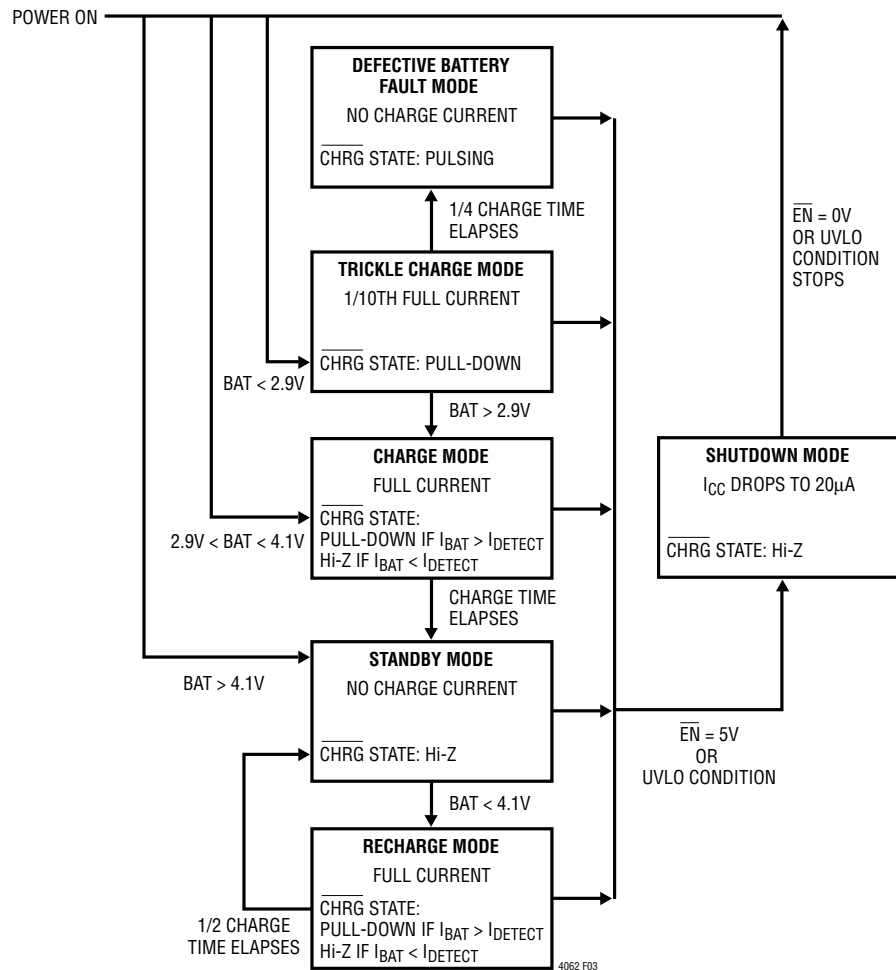 POWER ON
DEFECTIVE BATTERY
FAULT MODE
NO CHARGE CURRENT
CHRG STATE: PULSING
1/4 CHARGE TIME
ELAPSES
EN = 0V
OR UVLO
CONDITION
STOPS
TRICKLE CHARGE MODE
1/10TH FULL CURRENT
CHRG STATE: PULL-DOWN
BAT < 2.9V
BAT > 2.9V
CHARGE MODE
FULL CURRENT
CHRG STATE:
PULL-DOWN IF IBAT > IDETECT
Hi-Z IF IBAT < IDETECT
2.9V < BAT < 4.1V
SHUTDOWN MODE
ICC DROPS TO 20µA
CHRG STATE: Hi-Z
CHARGE TIME
ELAPSES
STANDBY MODE
NO CHARGE CURRENT
CHRG STATE: Hi-Z
BAT > 4.1V
EN = 5V
OR
UVLO CONDITION
BAT < 4.1V
RECHARGE MODE
FULL CURRENT
CHRG STATE:
PULL-DOWN IF IBAT > IDETECT
Hi-Z IF IBAT < IDETECT
1/2 CHARGE
TIME ELAPSES
4062 F03